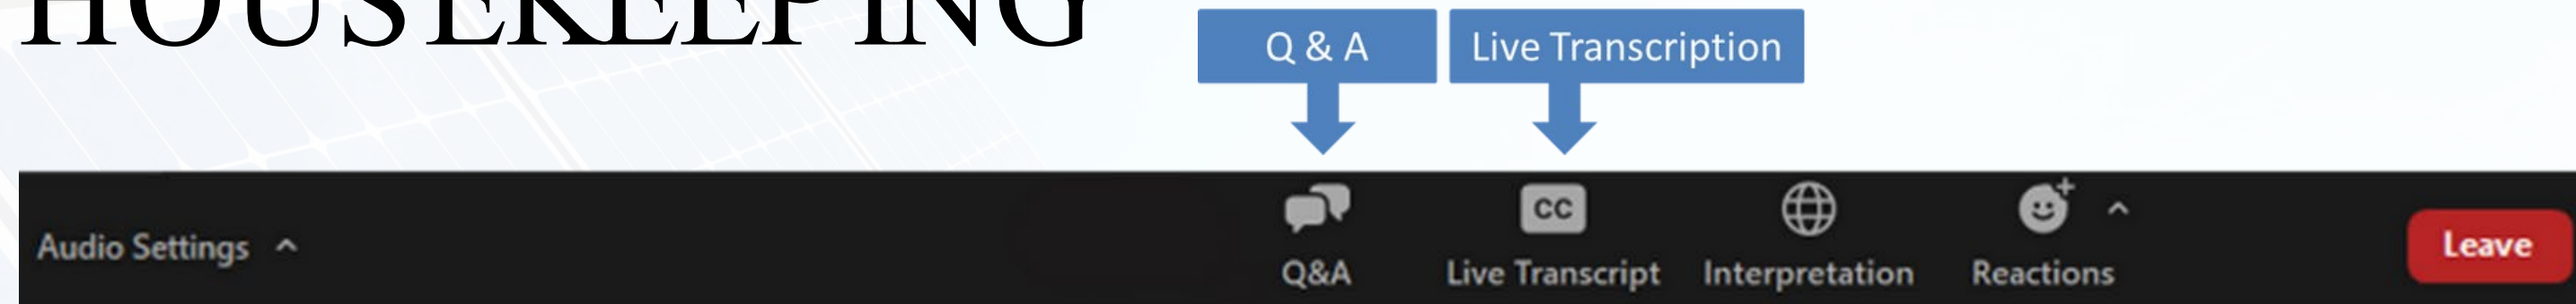 HOUSEKEEPING
Q & A
Live Transcription
Audio Settings
CC
Q&A
Live Transcript
Interpretation
Reactions
Leave